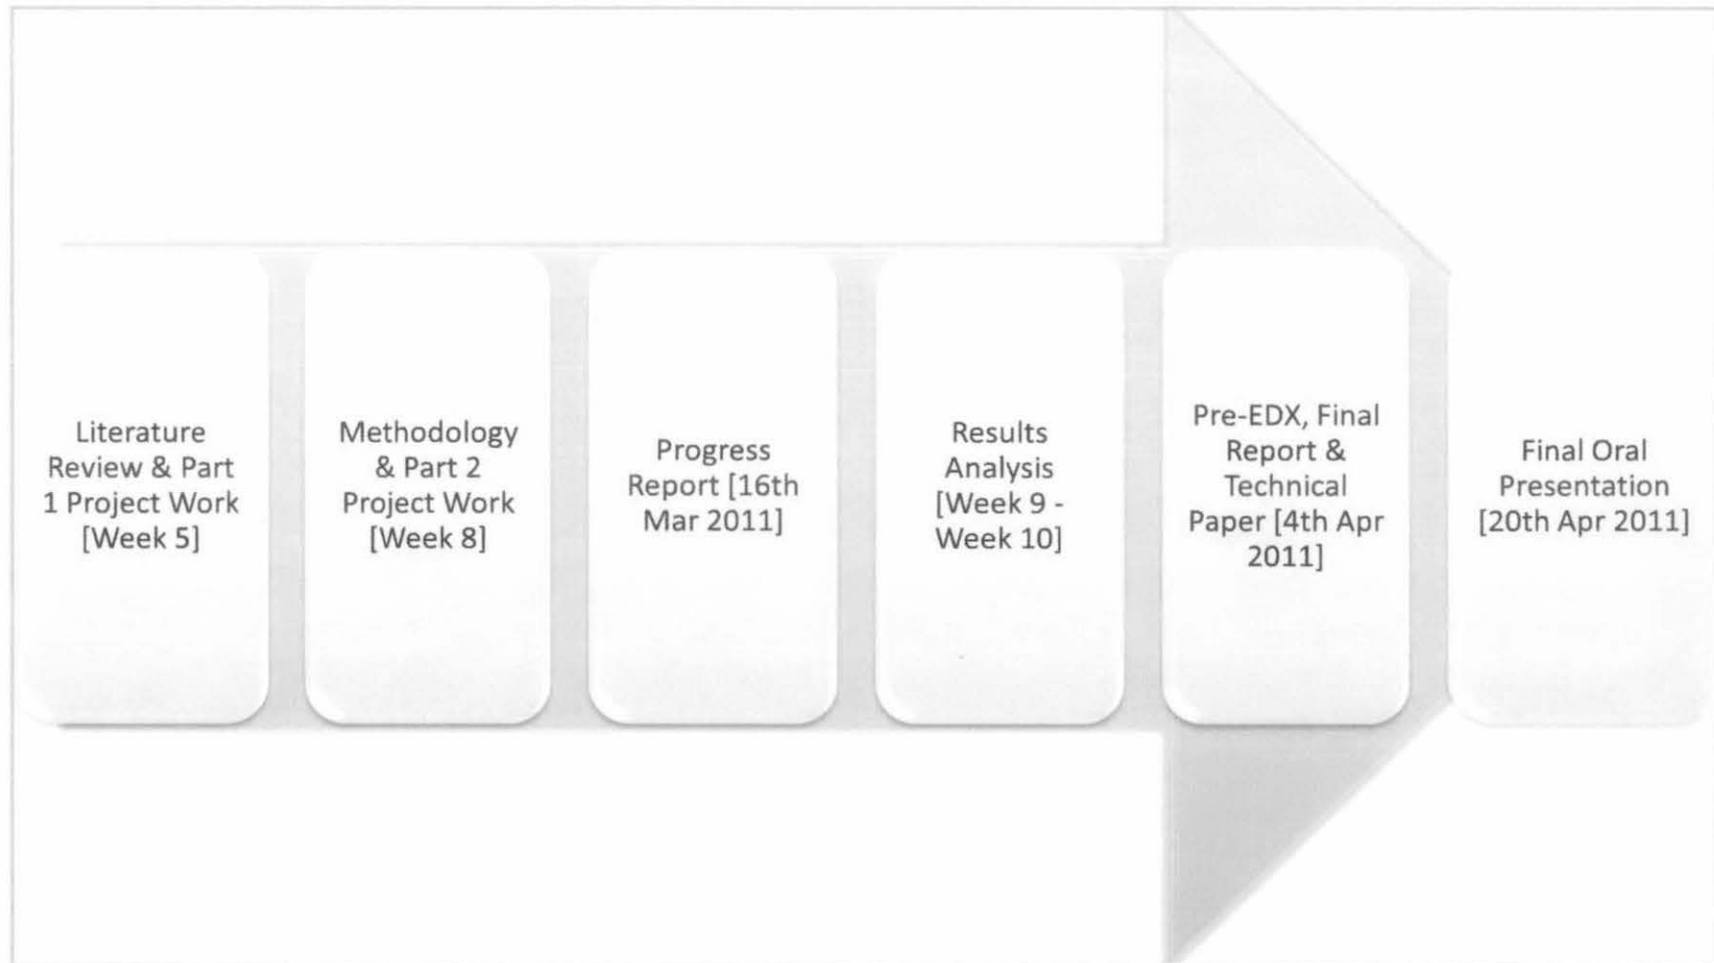 Literature
Review & Part
1 Project Work
[Week 5]
Methodology
& Part 2
Project Work
[Week 8]
Progress
Report [16th
Mar 2011]
Results
Analysis
[Week 9 -
Week 10]
Pre-EDX, Final
Report &
Technical
Paper [4th Apr
2011]
Final Oral
Presentation
[20th Apr 2011]